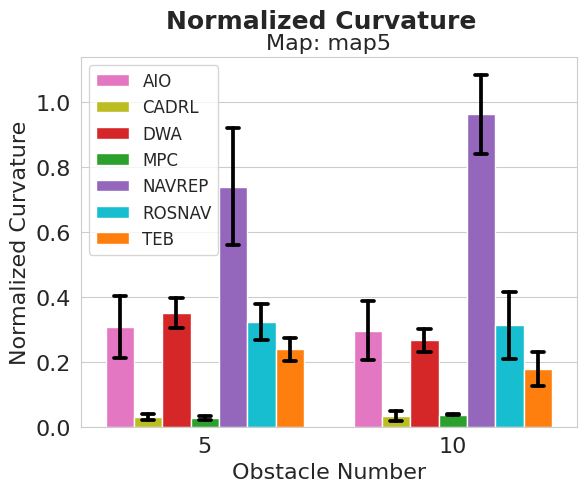 Normalized Curvature
Map: map5
AIO
CADRL
DWA
MPC
NAVREP
ROSNAV
TEB
Normalized Curvature
1.0
0.8
0.6
0.4
0.2
0.0
5
10
Obstacle Number